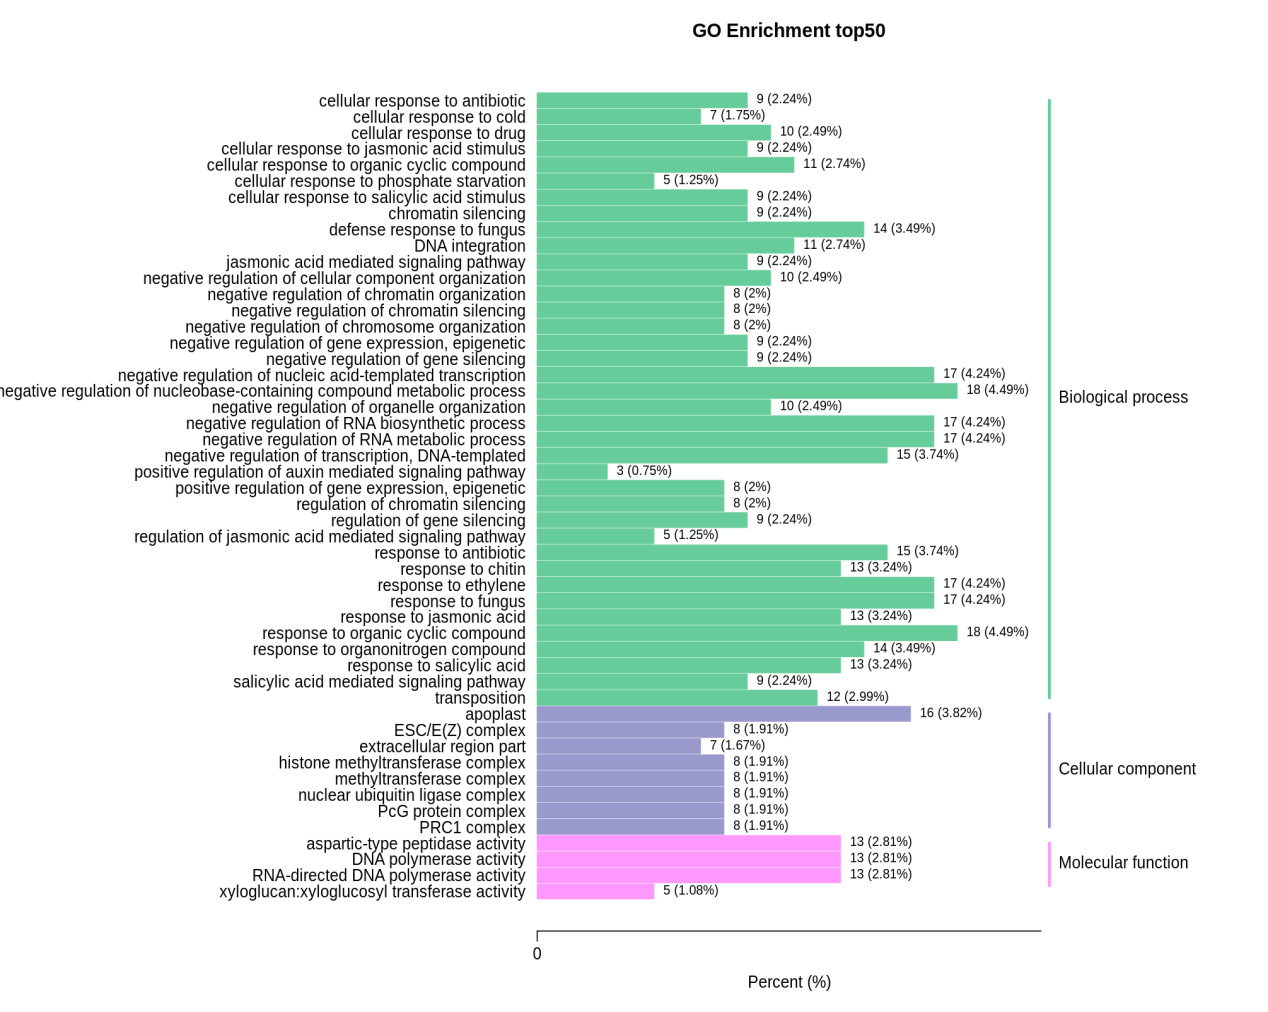 GO Enrichment top50
cellular response to antibiotic 9 (2.24%)
cellular response to cold 7 (1.75%)
cellular response to drug 10 (2.49%)
cellular response to jasmonic acid stimulus 9 (2.24%)
cellular response to organic cyclic compound 11 (2.74%)
cellular response to phosphate starvation 5 (1.25%)
cellular response to salicylic acid stimulus 9 (2.24%)
chromatin silencing 9 (2.24%)
defense response to fungus 14 (3.49%)
DNA integration 11 (2.74%)
jasmonic acid mediated signaling pathway 9 (2.24%)
negative regulation of cellular component organization 10 (2.49%)
negative regulation of chromatin organization 8 (2%)
negative regulation of chromatin silencing 8 (2%)
negative regulation of chromosome organization 8 (2%)
negative regulation of gene expression, epigenetic 9 (2.24%)
negative regulation of gene silencing 9 (2.24%)
negative regulation of nucleic acid-templated transcription 17 (4.24%)
negative regulation of nucleobase-containing compound metabolic process 18 (4.49%)
Biological process
negative regulation of organelle organization 10 (2.49%)
negative regulation of RNA biosynthetic process 17 (4.24%)
negative regulation of RNA metabolic process 17 (4.24%)
negative regulation of transcription, DNA-templated 15 (3.74%)
positive regulation of auxin mediated signaling pathway 3 (0.75%)
positive regulation of gene expression, epigenetic 8 (2%)
regulation of chromatin silencing 8 (2%)
regulation of gene silencing 9 (2.24%)
regulation of jasmonic acid mediated signaling pathway 5 (1.25%)
response to antibiotic 15 (3.74%)
response to chitin 13 (3.24%)
response to ethylene 17 (4.24%)
response to fungus 17 (4.24%)
response to jasmonic acid 13 (3.24%)
response to organic cyclic compound 18 (4.49%)
response to organonitrogen compound 14 (3.49%)
response to salicylic acid 13 (3.24%)
salicylic acid mediated signaling pathway 9 (2.24%)
transposition 12 (2.99%)
apoplast 16 (3.82%)
ESC/E(Z) complex 8 (1.91%)
extracellular region part 7 (1.67%)
histone methyltransferase complex 8 (1.91%)
Cellular component
methyltransferase complex 8 (1.91%)
nuclear ubiquitin ligase complex 8 (1.91%)
PcG protein complex 8 (1.91%)
PRC1 complex 8 (1.91%)
aspartic-type peptidase activity 13 (2.81%)
DNA polymerase activity 13 (2.81%)
Molecular function
RNA-directed DNA polymerase activity 13 (2.81%)
xyloglucan:xyloglucosyl transferase activity 5 (1.08%)
0
Percent (%)